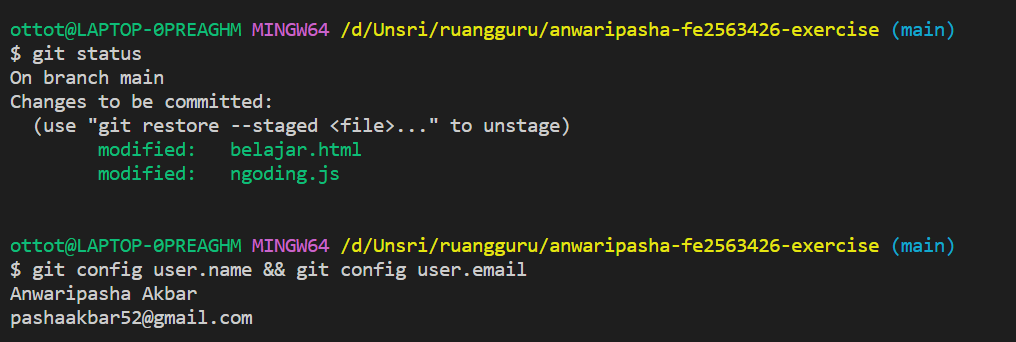 ottot@LAPTOP-0PREAGHM MINGW64 /d/Unsri/ruangguru/anwaripasha-fe2563426-exercise (main)
$ git status
On branch main
Changes to be committed:
  (use "git restore --staged <file>..." to unstage)
        modified:   belajar.html
        modified:   ngoding.js
ottot@LAPTOP-0PREAGHM MINGW64 /d/Unsri/ruangguru/anwaripasha-fe2563426-exercise (main)
$ git config user.name && git config user.email
Anwaripasha Akbar
pashaakbar52@gmail.com